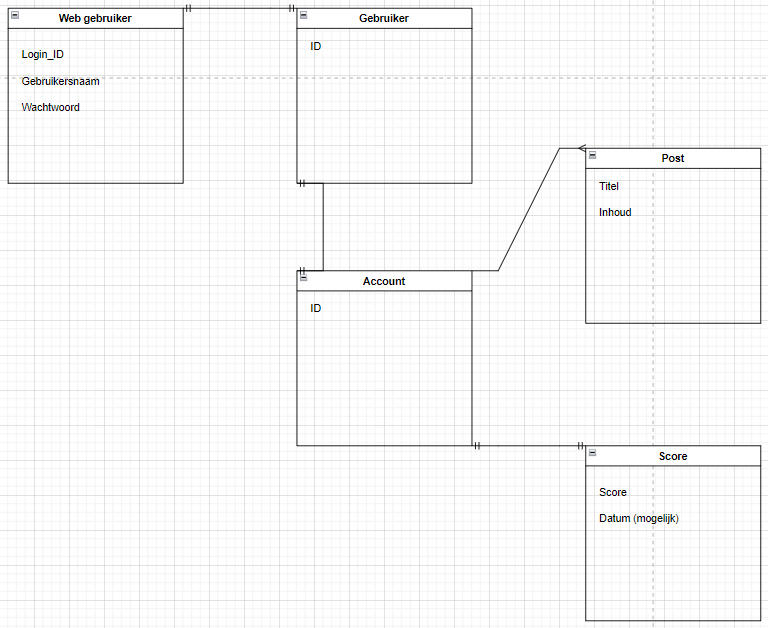 Web gebruiker
Login_ID
Gebruikersnaam
Wachtwoord
Gebruiker
ID
Post
Titel
Inhoud
Account
ID
Score
Score
Datum (mogelijk)